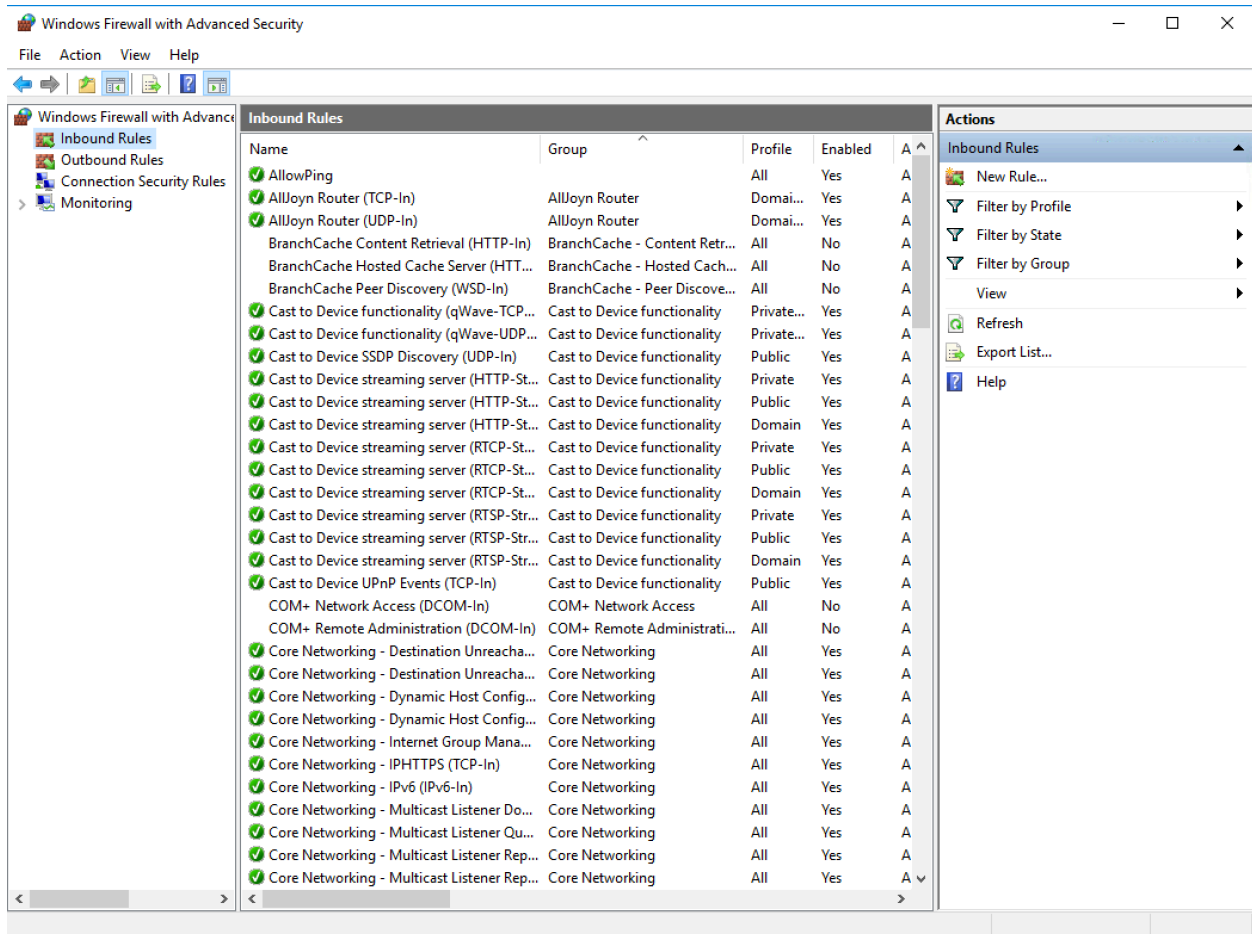 Windows Firewall with Advanced Security
File Action View Help
Windows Firewall with Advance
Inbound Rules
Outbound Rules
Connection Security Rules
Monitoring
Inbound Rules
Name Group Profile Enabled A
AllowPing All Yes A
AllJoyn Router (TCP-In) AllJoyn Router Domai... Yes A
AllJoyn Router (UDP-In) AllJoyn Router Domai... Yes A
BranchCache Content Retrieval (HTTP-In) BranchCache - Content Retr... All No A
BranchCache Hosted Cache Server (HTT... BranchCache - Hosted Cach... All No A
BranchCache Peer Discovery (WSD-In) BranchCache - Peer Discove... All No A
Cast to Device functionality (qWave-TCP... Cast to Device functionality Private... Yes A
Cast to Device functionality (qWave-UDP... Cast to Device functionality Private... Yes A
Cast to Device SSDP Discovery (UDP-In) Cast to Device functionality Public Yes A
Cast to Device streaming server (HTTP-St... Cast to Device functionality Private Yes A
Cast to Device streaming server (HTTP-St... Cast to Device functionality Public Yes A
Cast to Device streaming server (HTTP-St... Cast to Device functionality Domain Yes A
Cast to Device streaming server (RTCP-St... Cast to Device functionality Private Yes A
Cast to Device streaming server (RTCP-St... Cast to Device functionality Public Yes A
Cast to Device streaming server (RTCP-St... Cast to Device functionality Domain Yes A
Cast to Device streaming server (RTSP-Str... Cast to Device functionality Private Yes A
Cast to Device streaming server (RTSP-Str... Cast to Device functionality Public Yes A
Cast to Device streaming server (RTSP-Str... Cast to Device functionality Domain Yes A
Cast to Device UPnP Events (TCP-In) Cast to Device functionality Public Yes A
COM+ Network Access (DCOM-In) COM+ Network Access All No A
COM+ Remote Administration (DCOM-In) COM+ Remote Administrati... All No A
Core Networking - Destination Unreacha... Core Networking All Yes A
Core Networking - Destination Unreacha... Core Networking All Yes A
Core Networking - Dynamic Host Config... Core Networking All Yes A
Core Networking - Dynamic Host Config... Core Networking All Yes A
Core Networking - Internet Group Mana... Core Networking All Yes A
Core Networking - IPHTTPS (TCP-In) Core Networking All Yes A
Core Networking - IPv6 (IPv6-In) Core Networking All Yes A
Core Networking - Multicast Listener Do... Core Networking All Yes A
Core Networking - Multicast Listener Qu... Core Networking All Yes A
Core Networking - Multicast Listener Rep... Core Networking All Yes A
Core Networking - Multicast Listener Rep... Core Networking All Yes A
Actions
Inbound Rules
New Rule...
Filter by Profile
Filter by State
Filter by Group
View
Refresh
Export List...
Help